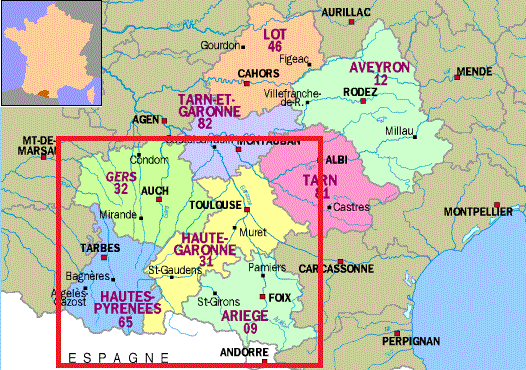 AURILLAC
LOT
46
Gourdon
Figeac
AVEYRON
12
MENDE
CAHORS
Villefranche-
de-R.
RODEZ
TARN-ET-
GARONNE
82
AGEN
Millau
MT-DE-
MARSAN
MONTAUBAN
ALBI
Condom
GERS
32
AUCH
TARN
81
Castres
TOULOUSE
MONTPELLIER
Mirande
Muret
HAUTE-
GARONNE
31
TARBES
CARCASSONNE
St-Gaudens
Pamiers
Bagnères
Argelès-
Gazost
HAUTES-
PYRENEES
65
St-Girons
FOIX
ARIEGE
09
PERPIGNAN
ANDORRE
ESPAGNE